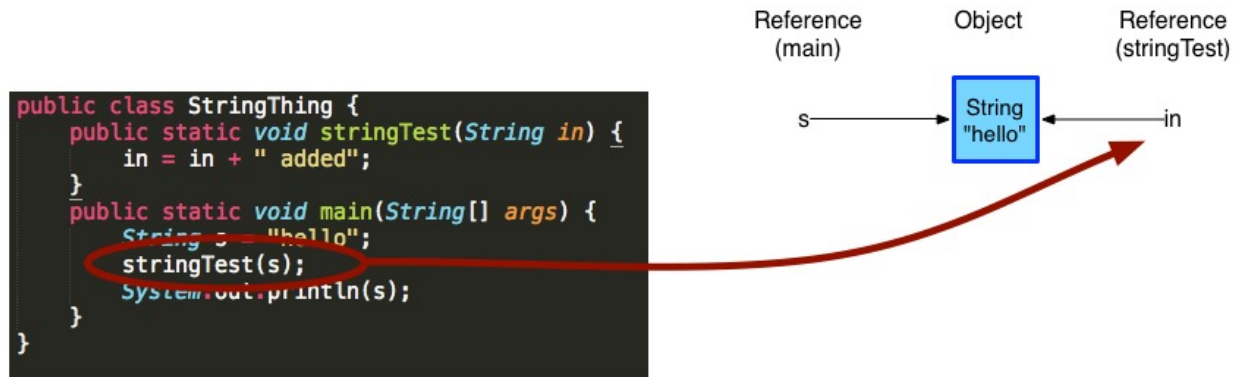 Reference
(main)
Object
Reference
(stringTest)
s
String
"hello"
in
public class StringThing {
    public static void stringTest(String in) {
        in = in + " added";
    }
    public static void main(String[] args) {
        String s = "hello";
        stringTest(s);
        System.out.println(s);
    }
}